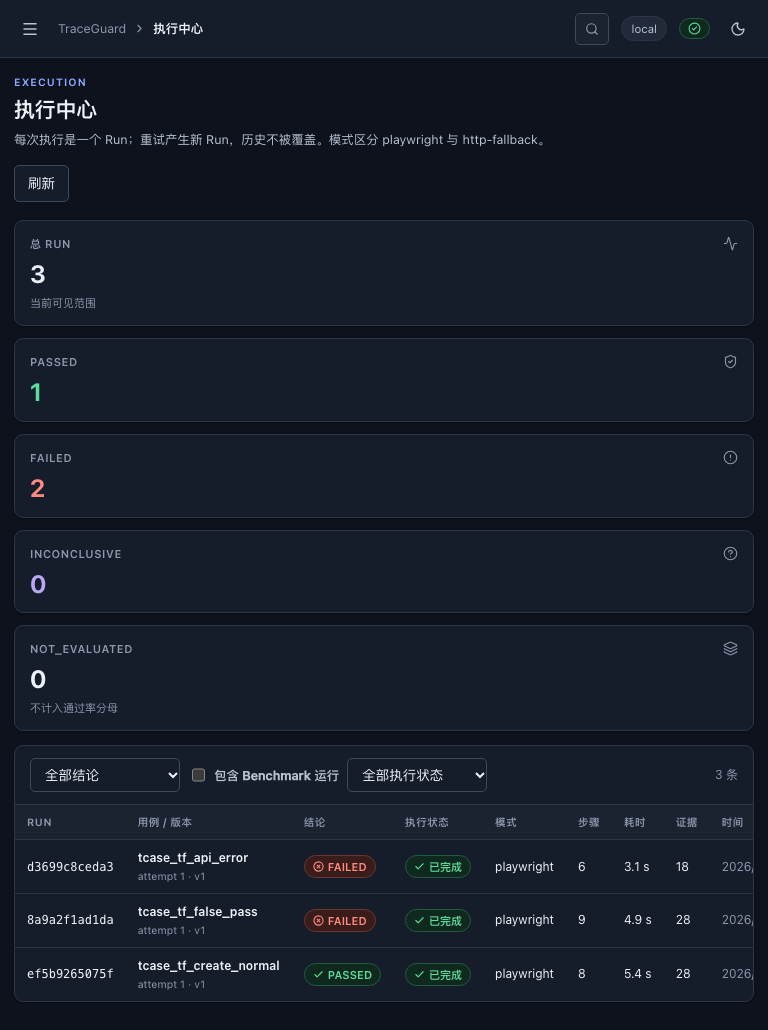 TraceGuard > 执行中心 local
EXECUTION
执行中心
每次执行是一个 Run；重试产生新 Run，历史不被覆盖。模式区分 playwright 与 http-fallback。
刷新
总 RUN
3
当前可见范围
PASSED
1
FAILED
2
INCONCLUSIVE
0
NOT_EVALUATED
0
不计入通过率分母
全部结论 包含 Benchmark 运行 全部执行状态 3 条
RUN 用例 / 版本 结论 执行状态 模式 步骤 耗时 证据 时间
d3699c8ceda3 tcase_tf_api_error FAILED 已完成 playwright 6 3.1 s 18 2026
attempt 1 · v1
8a9a2f1ad1da tcase_tf_false_pass FAILED 已完成 playwright 9 4.9 s 28 2026
attempt 1 · v1
ef5b9265075f tcase_tf_create_normal PASSED 已完成 playwright 8 5.4 s 28 2026
attempt 1 · v1